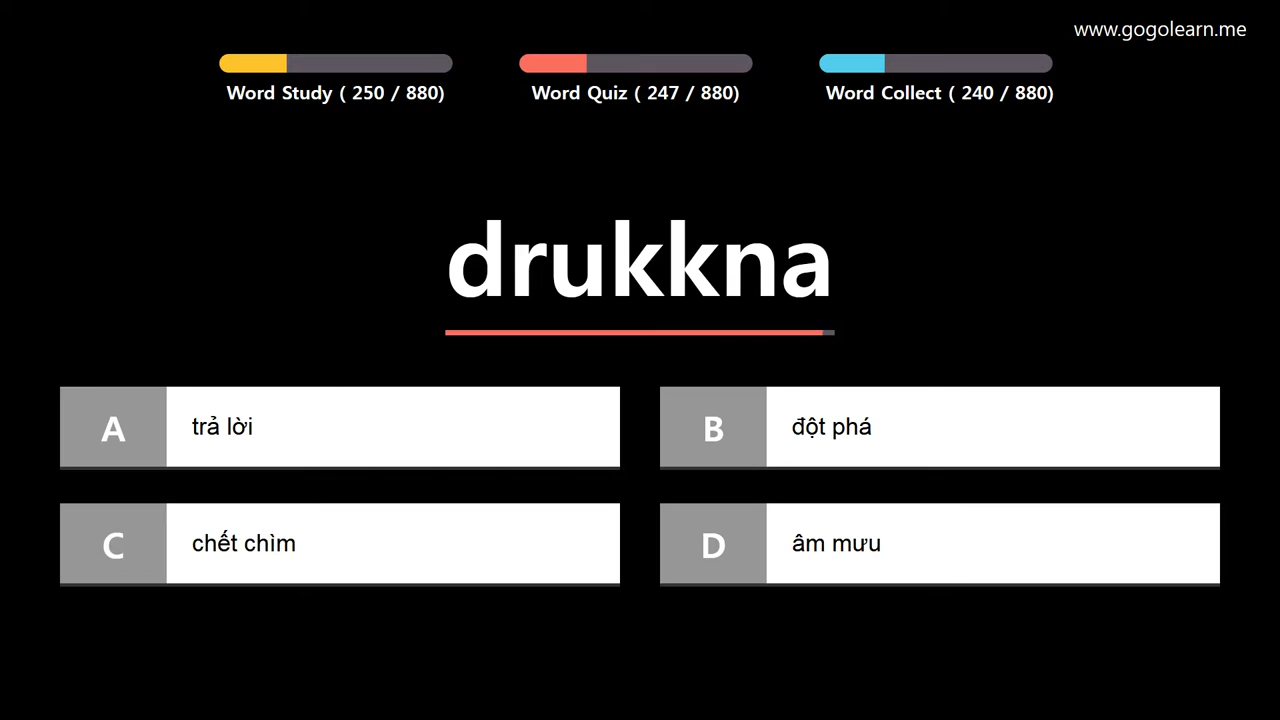 www.gogolearn.me
Word Study ( 250 / 880)
Word Quiz ( 247 / 880)
Word Collect ( 240 / 880)
drukkna
A
trả lời
B
đột phá
C
chết chìm
D
âm mưu